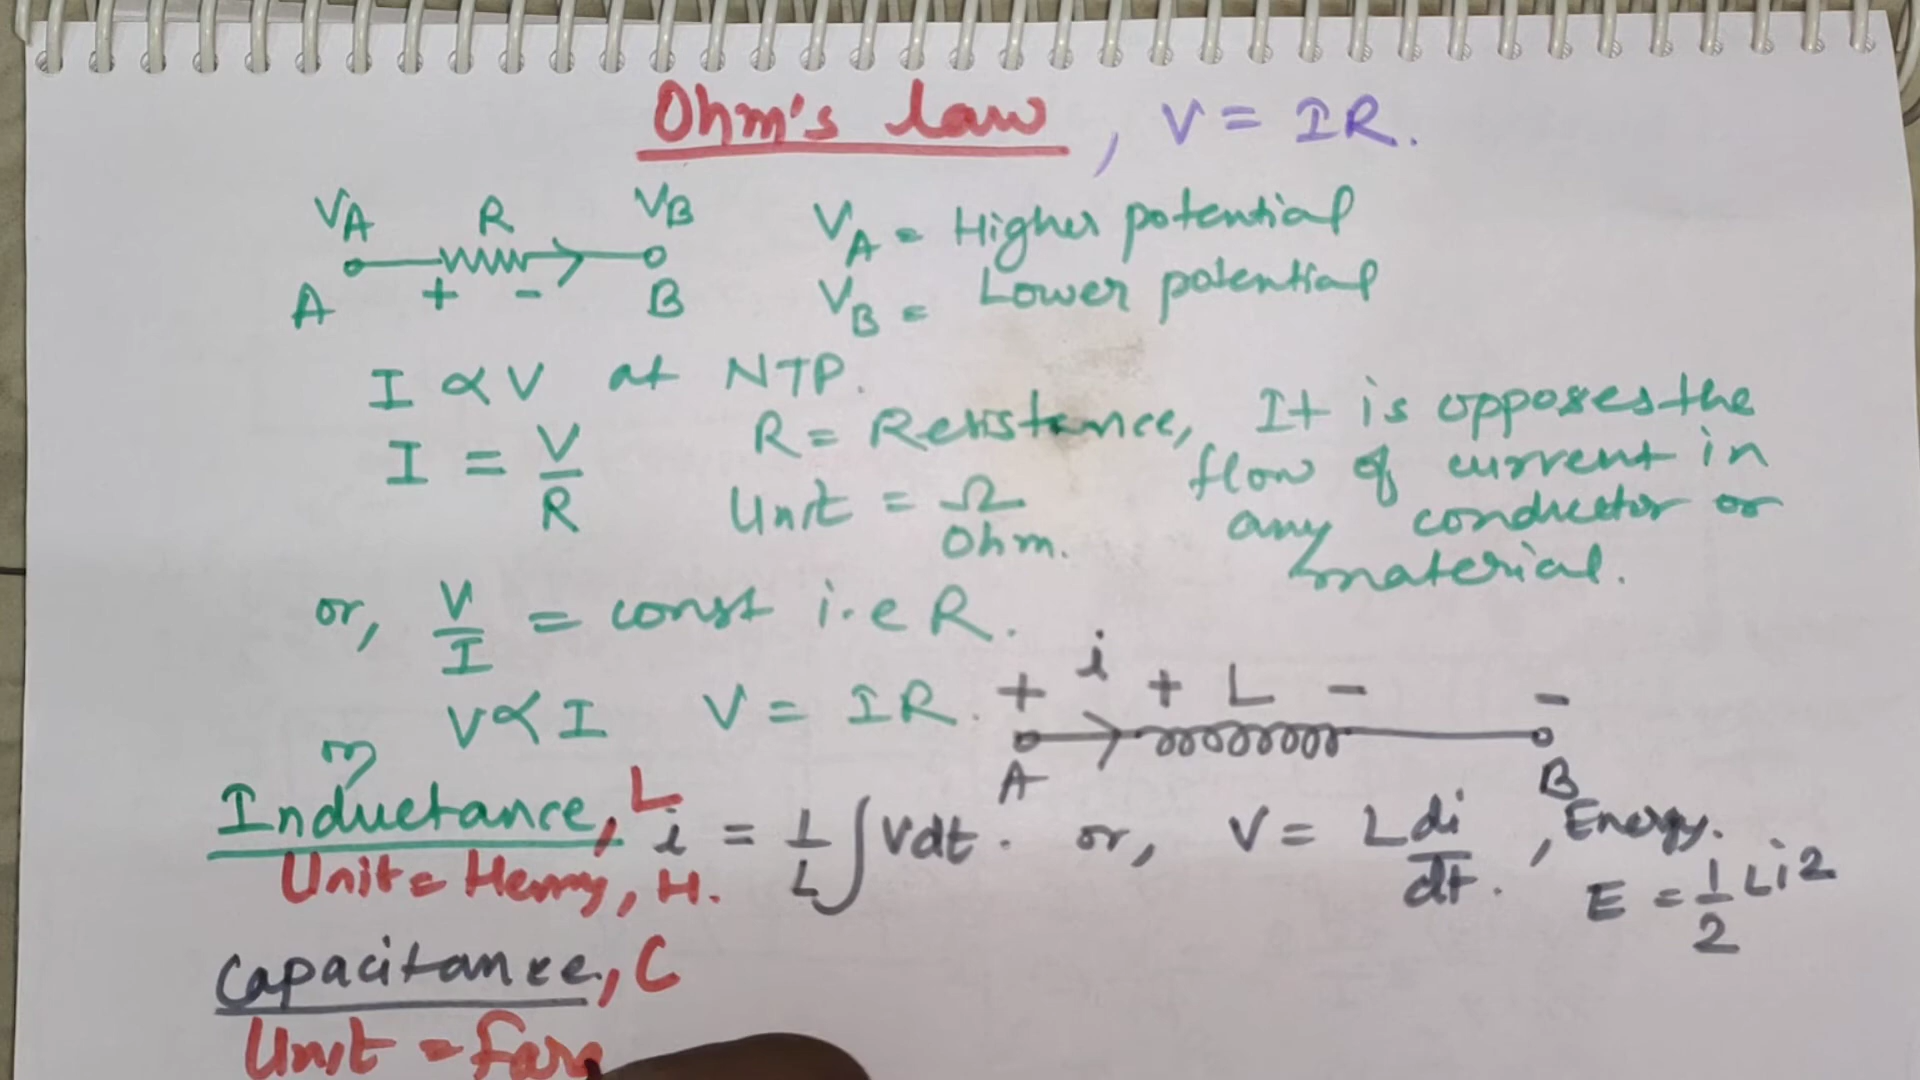 Ohm's law, V = IR.
VA R VB
A + - B
VA = Higher potential
VB = Lower potential
I ∝ V at NTP.
I = V/R
R = Resistance, It is opposes the
flow of current in
any conductor or
material.
Unit = Ω
Ohm.
or, V/I = const i.e R.
or V ∝ I V = IR.
+ i + L - -
A B
Inductance, L
Unit = Henry, H.
i = 1/L ∫ Vdt. or, V = L di/dt. , Energy.
E = 1/2 Li2
Capacitance, C
Unit = Fara